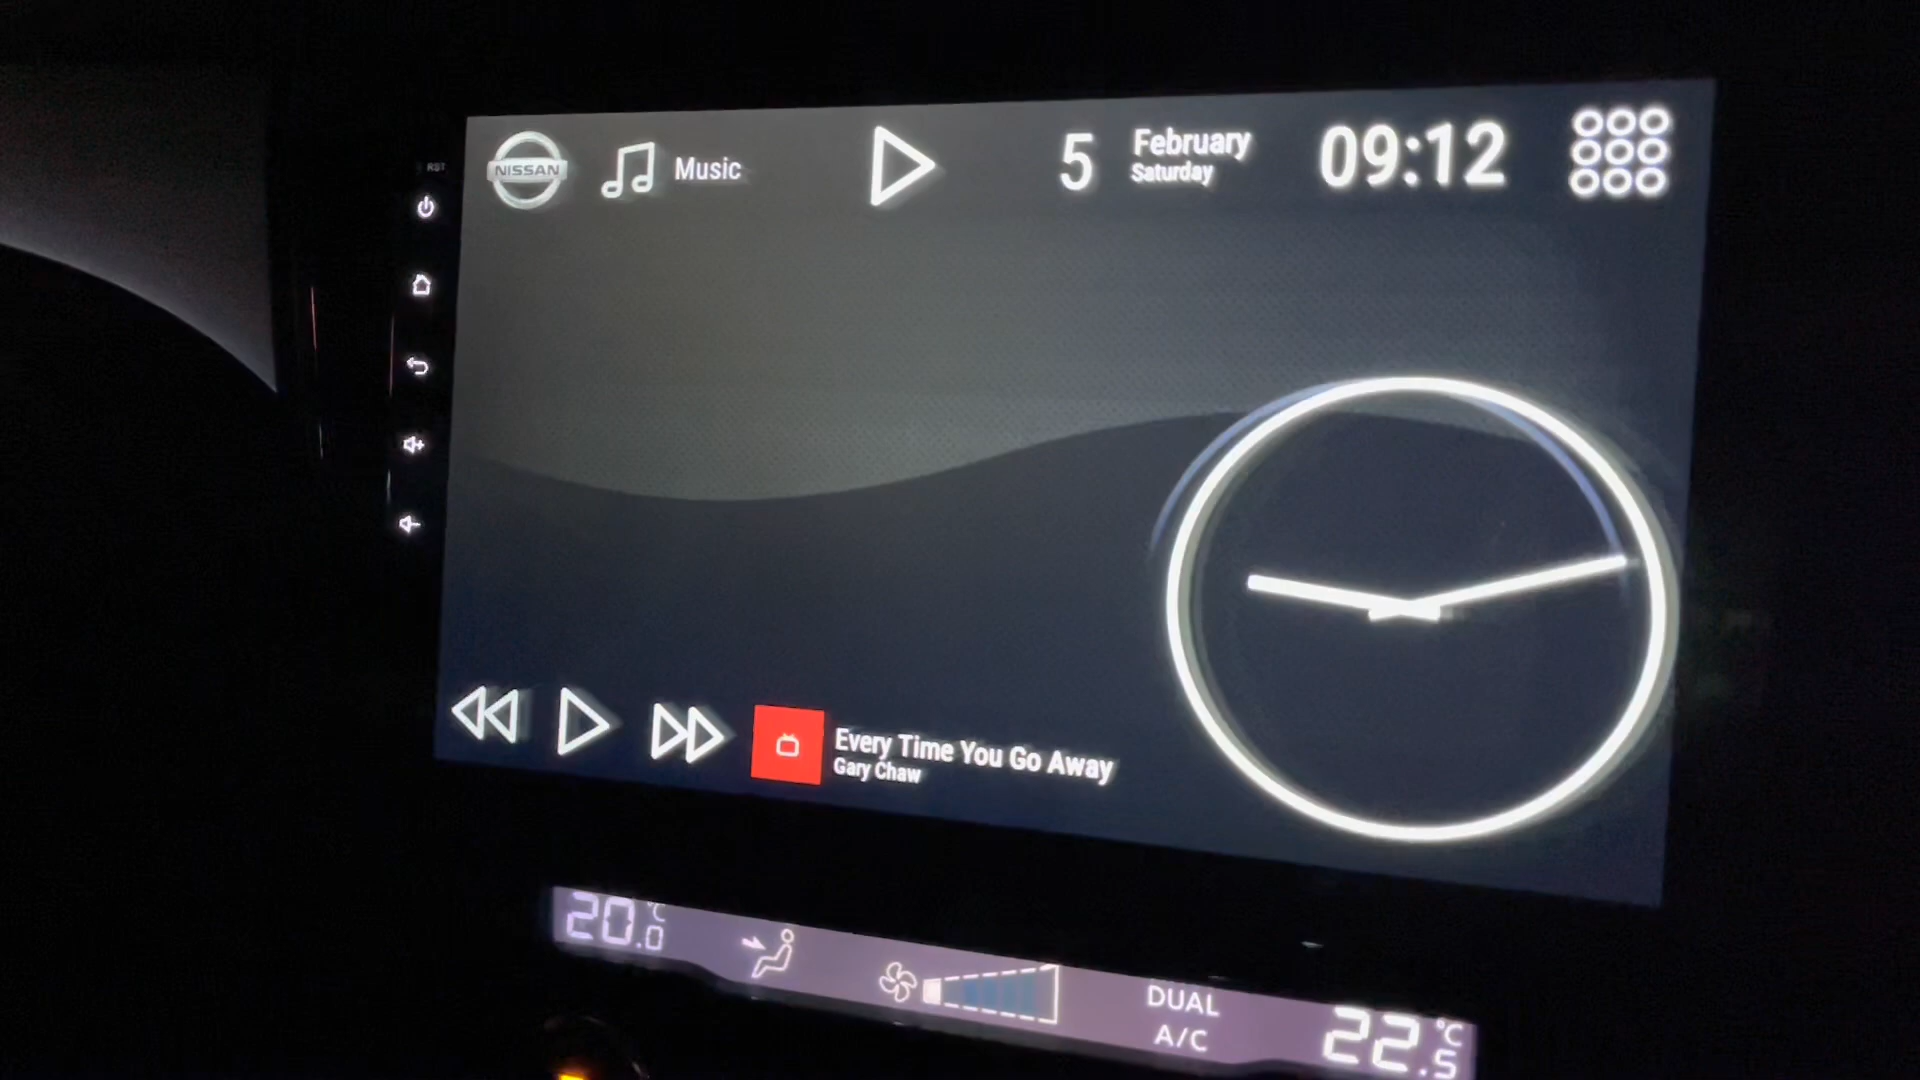 RST
NISSAN
Music
5
February
Saturday
09:12
Every Time You Go Away
Gary Chaw
20.0 °C
DUAL
A/C
22.5 °C